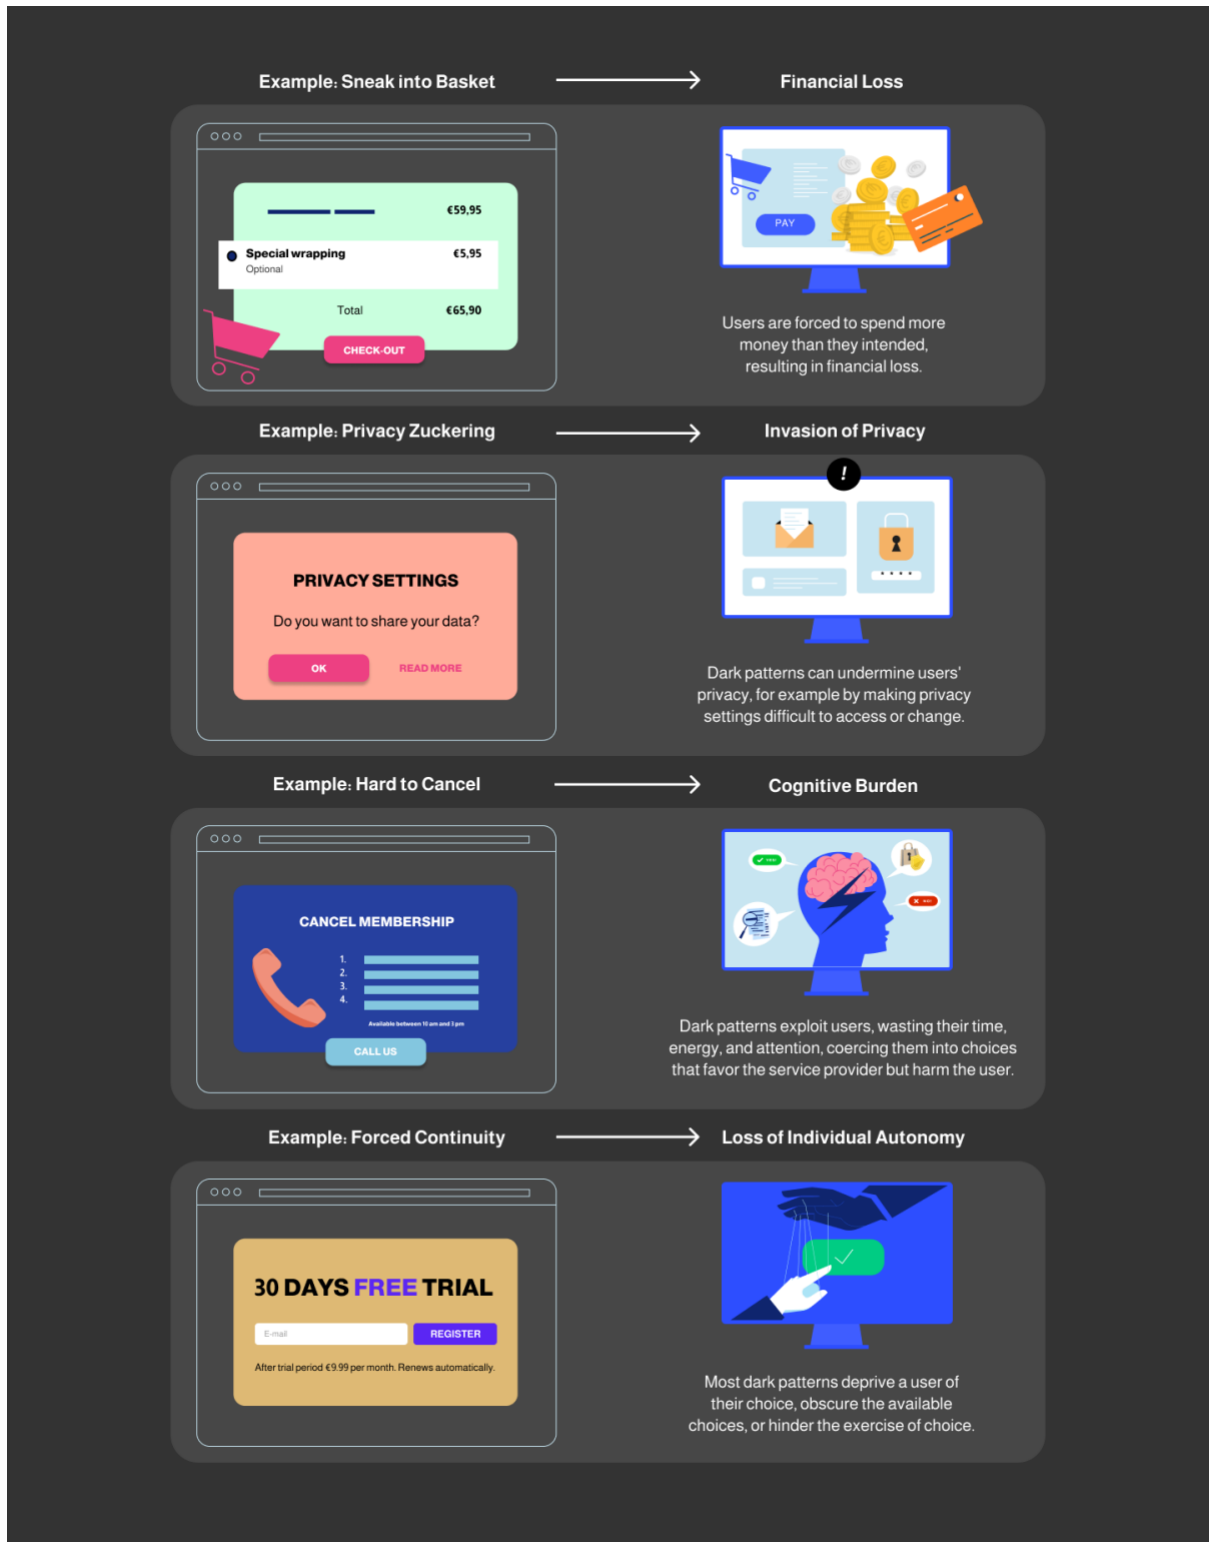 Example: Sneak into Basket
Financial Loss
€59,95
Special wrapping €5,95
Optional
Total €65,90
CHECK-OUT
PAY
Users are forced to spend more
money than they intended,
resulting in financial loss.
Example: Privacy Zuckering
Invasion of Privacy
PRIVACY SETTINGS
Do you want to share your data?
OK READ MORE
!
Dark patterns can undermine users'
privacy, for example by making privacy
settings difficult to access or change.
Example: Hard to Cancel
Cognitive Burden
CANCEL MEMBERSHIP
1.
2.
3.
4.
Available between 10 am and 3 pm
CALL US
Dark patterns exploit users, wasting their time,
energy, and attention, coercing them into choices
that favor the service provider but harm the user.
Example: Forced Continuity
Loss of Individual Autonomy
30 DAYS FREE TRIAL
E-mail REGISTER
After trial period €9.99 per month. Renews automatically.
Most dark patterns deprive a user of
their choice, obscure the available
choices, or hinder the exercise of choice.